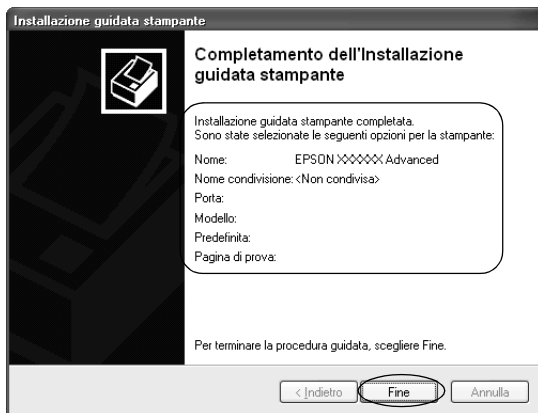 Installazione guidata stampante
Completamento dell'Installazione
guidata stampante
Installazione guidata stampante completata.
Sono state selezionate le seguenti opzioni per la stampante:
Nome: EPSON XXXXXX Advanced
Nome condivisione: <Non condivisa>
Porta:
Modello:
Predefinita:
Pagina di prova:
Per terminare la procedura guidata, scegliere Fine.
< Indietro Fine Annulla